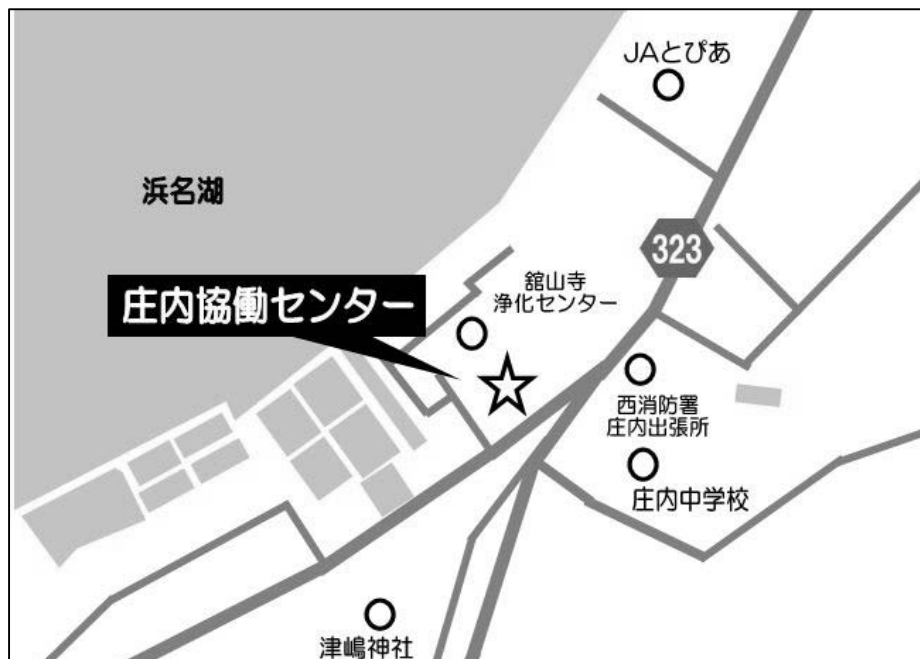 JAとぴあ
浜名湖
323
舘山寺
浄化センター
庄内協働センター
西消防署
庄内出張所
庄内中学校
津嶋神社